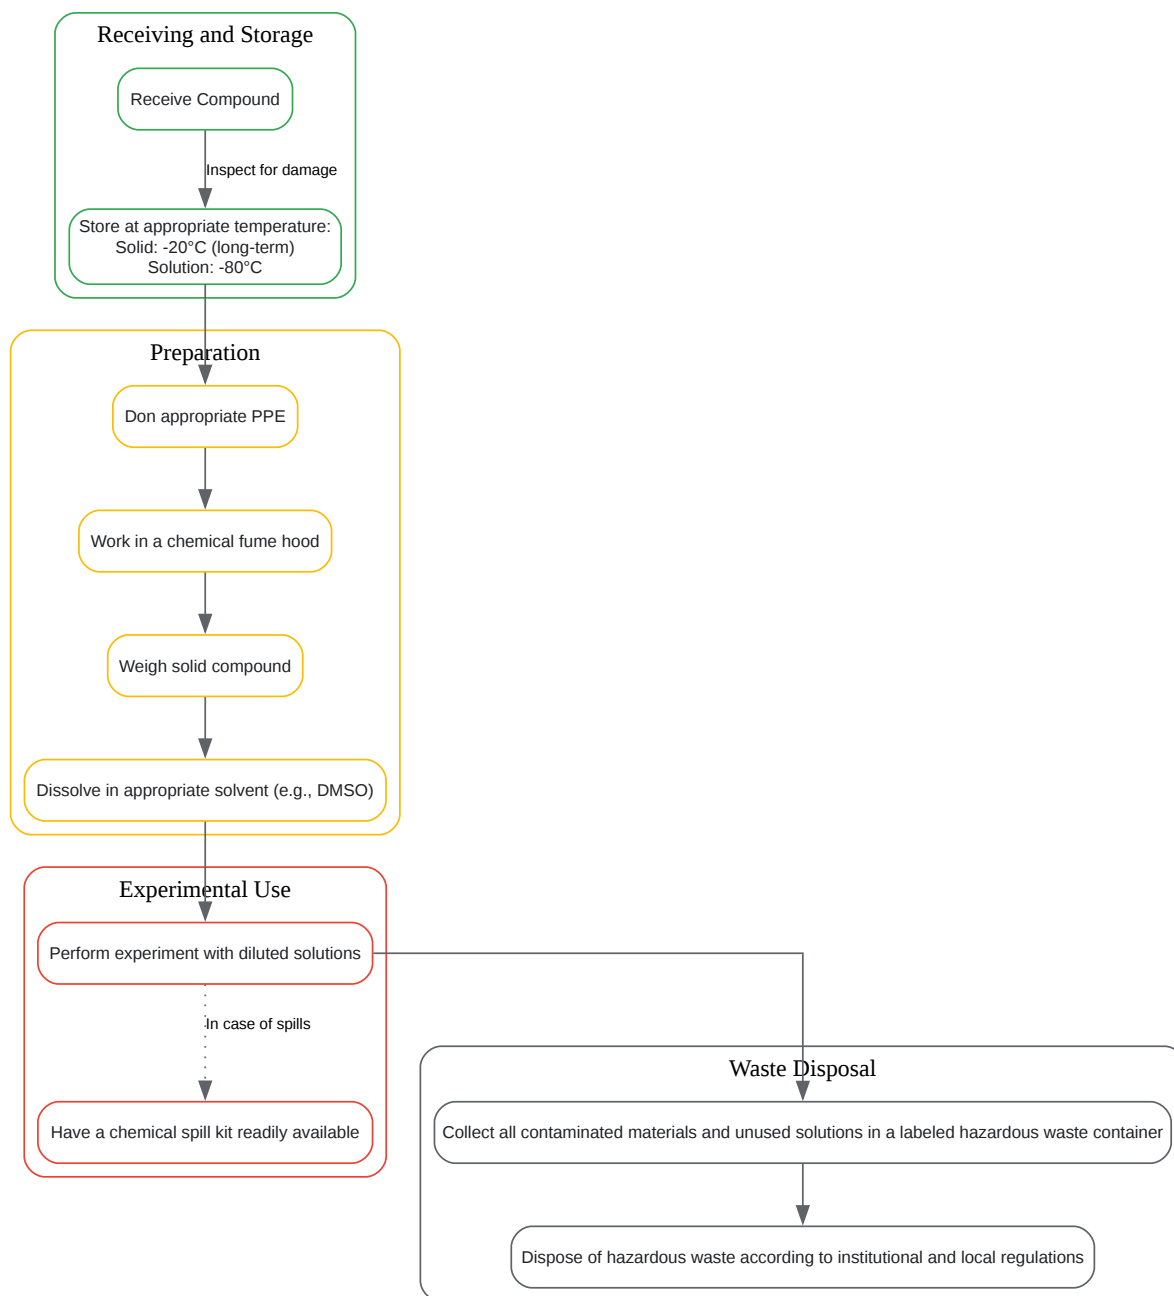 Receiving and Storage
Receive Compound
Inspect for damage
Store at appropriate temperature:
Solid: -20°C (long-term)
Solution: -80°C
Preparation
Don appropriate PPE
Work in a chemical fume hood
Weigh solid compound
Dissolve in appropriate solvent (e.g., DMSO)
Experimental Use
Perform experiment with diluted solutions
In case of spills
Have a chemical spill kit readily available
Waste Disposal
Collect all contaminated materials and unused solutions in a labeled hazardous waste container
Dispose of hazardous waste according to institutional and local regulations